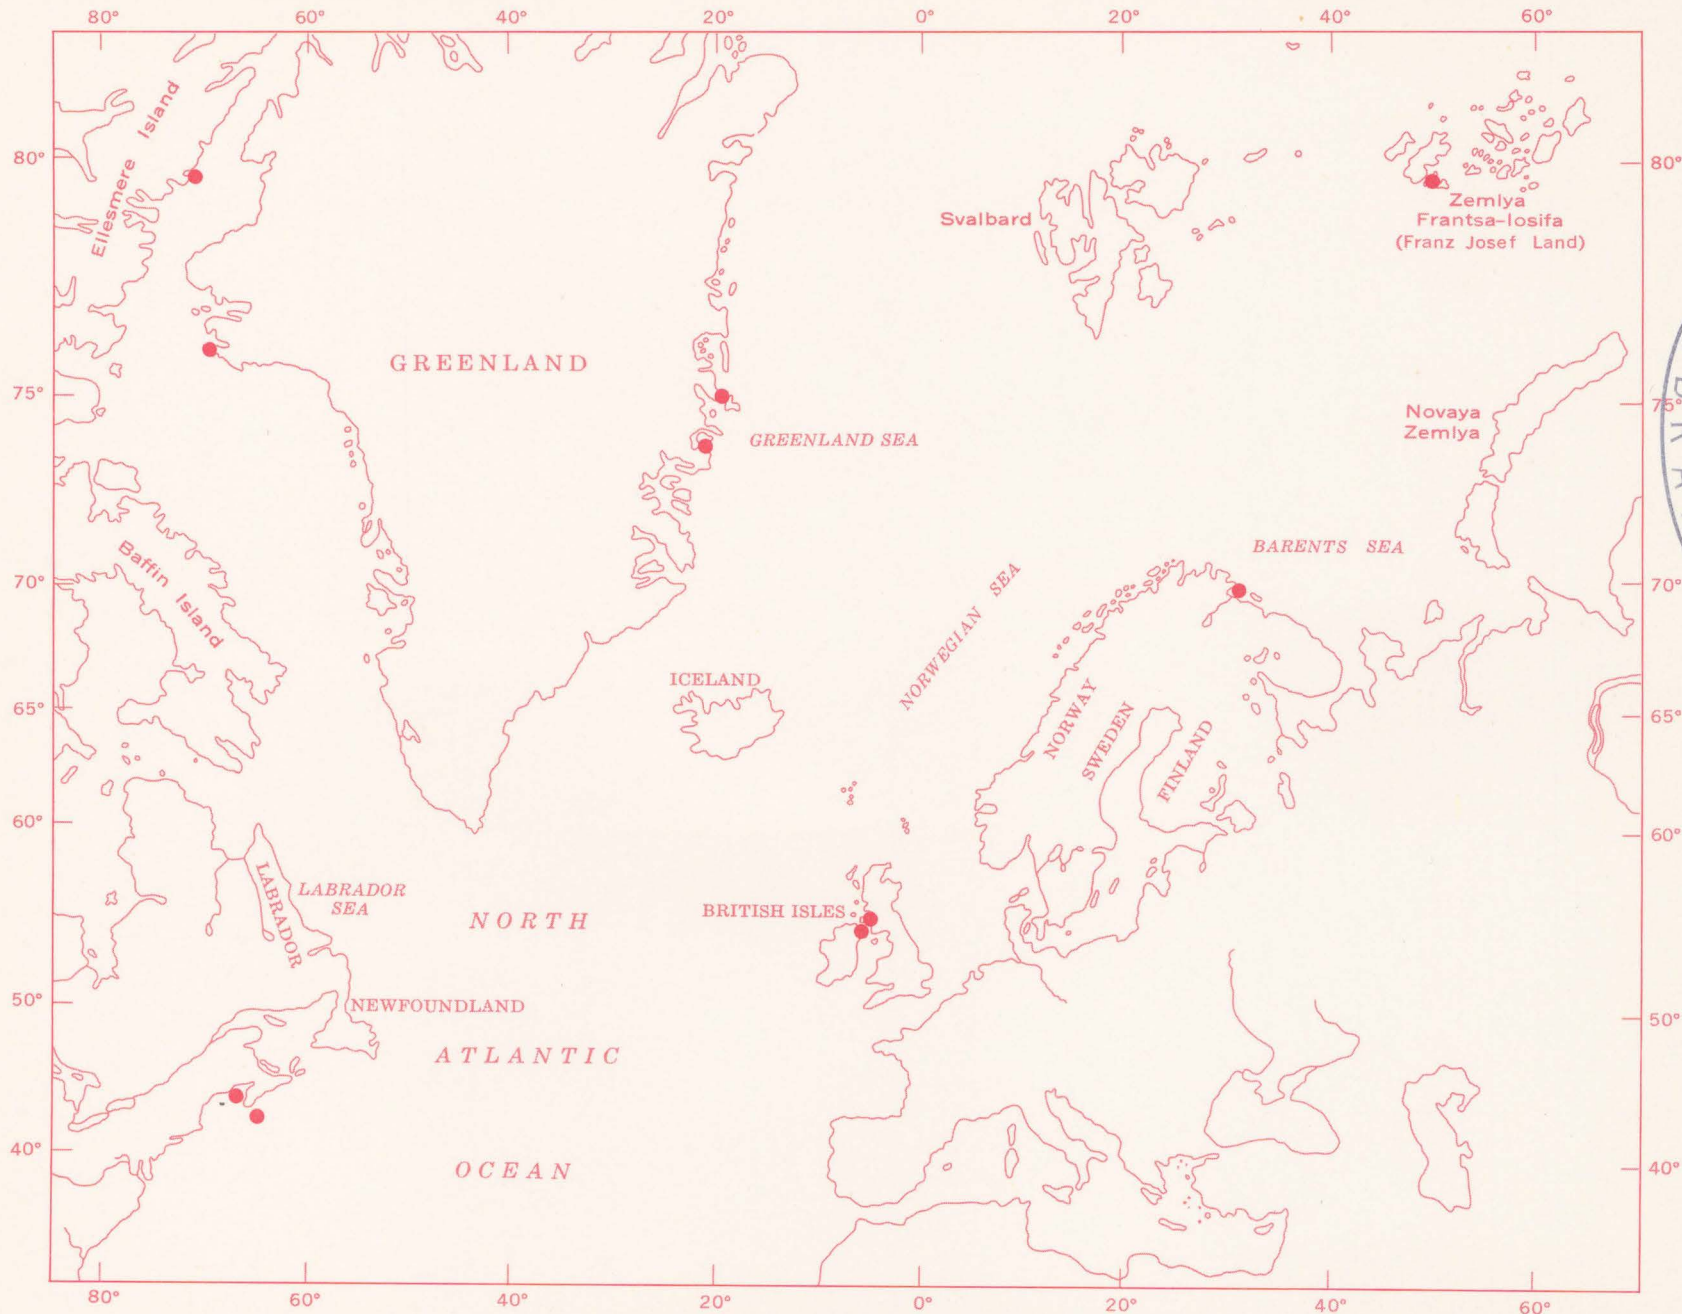 80° 60° 40° 20° 0° 20° 40° 60°
Ellesmere Island
80° 80°
Zemlya
Frantsa-Iosifa
(Franz Josef Land)
Svalbard
GREENLAND
75° 75°
Novaya
Zemlya
GREENLAND SEA
BARENTS SEA
Baffin Island
70° 70°
NORWEGIAN SEA
ICELAND
65° 65°
NORWAY
SWEDEN
FINLAND
60° 60°
LABRADOR
LABRADOR
SEA
NORTH
BRITISH ISLES
50° 50°
NEWFOUNDLAND
ATLANTIC
40° 40°
OCEAN
80° 60° 40° 20° 0° 20° 40° 60°